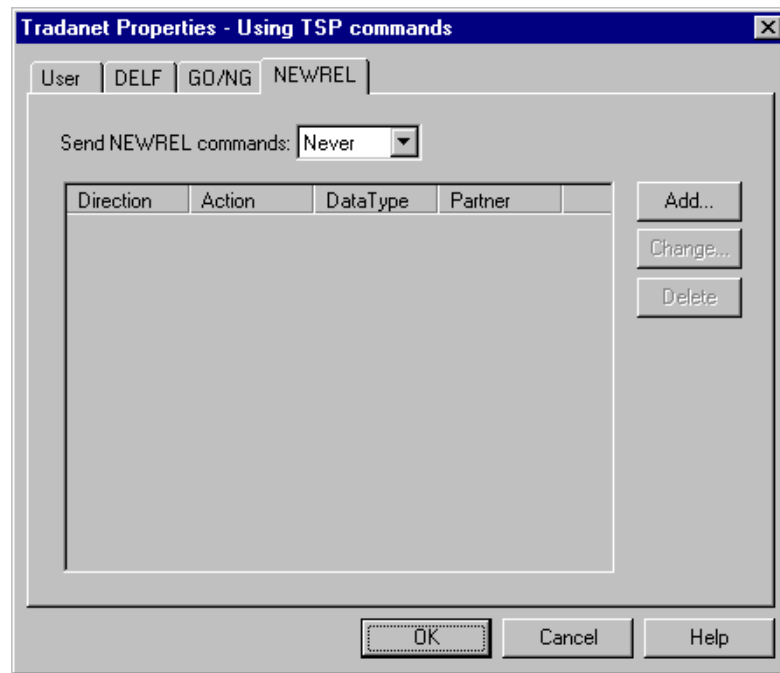 Tradanet Properties - Using TSP commands
User DELF GO/NG NEWREL
Send NEWREL commands: Never
Direction Action DataType Partner
Add...
Change...
Delete
OK Cancel Help